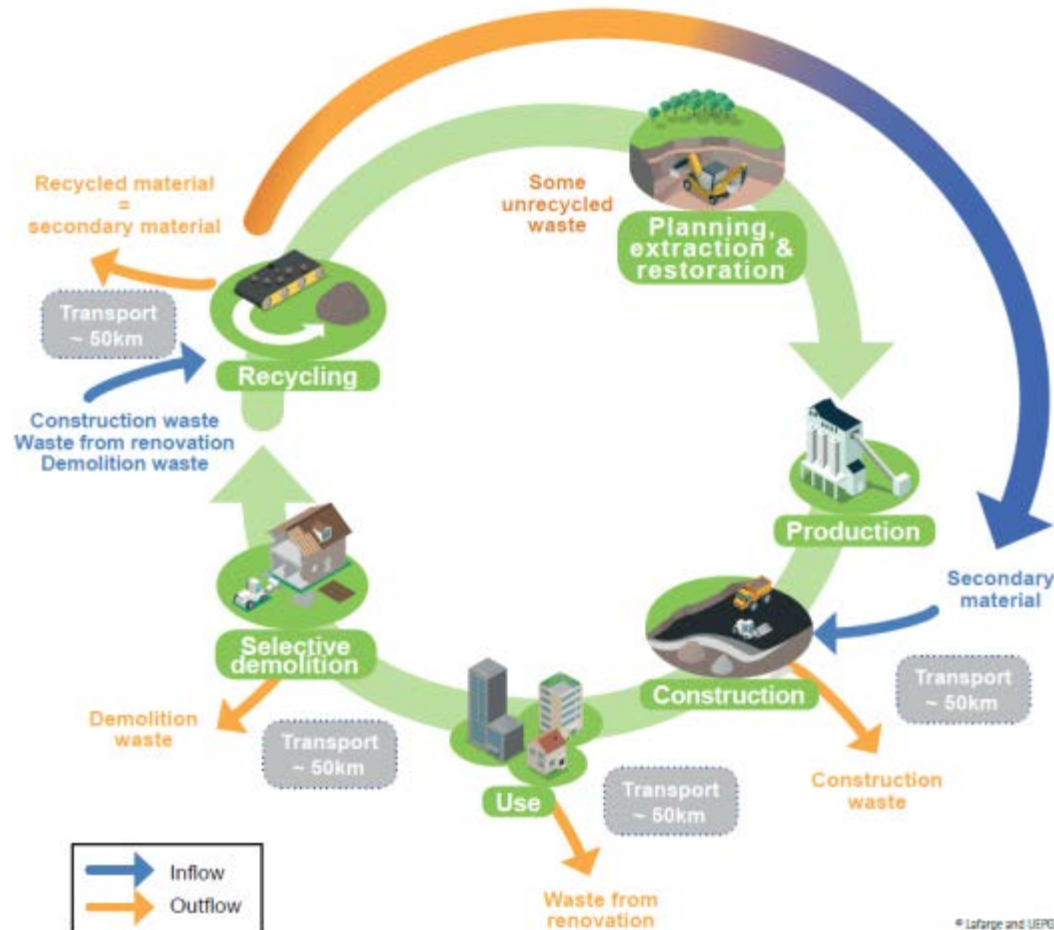 Recycled material
=
secondary material
Some
unrecycled
waste
Planning,
extraction &
restoration
Transport
~ 50km
Recycling
Construction waste
Waste from renovation
Demolition waste
Production
Secondary
material
Selective
demolition
Construction
Transport
~ 50km
Demolition
waste
Transport
~ 50km
Use
Transport
~ 50km
Construction
waste
Inflow
Outflow
Waste from
renovation
© Lafarge and UEPG